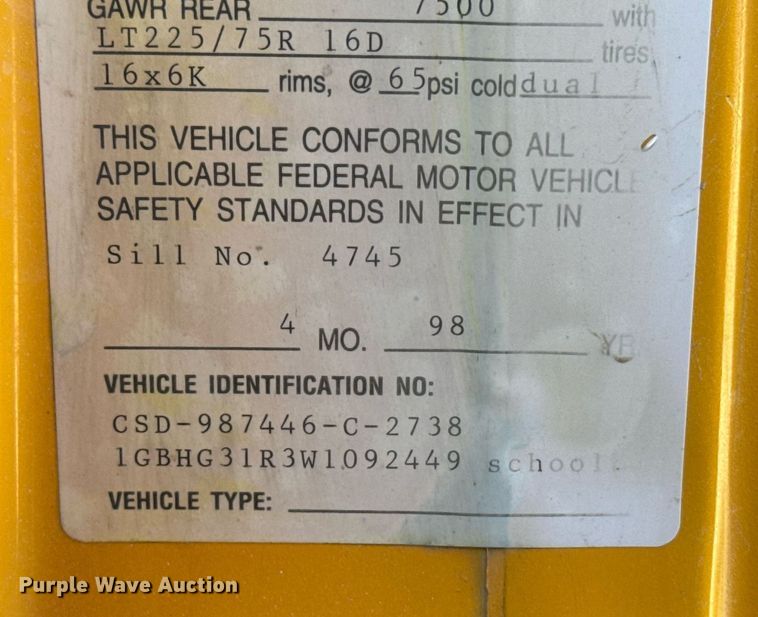 GAWR REAR 7500 with
LT225/75R 16D tires,
16x6K rims, @ 65psi cold dual
THIS VEHICLE CONFORMS TO ALL
APPLICABLE FEDERAL MOTOR VEHICLE
SAFETY STANDARDS IN EFFECT IN
Sill No. 4745
4 MO. 98 YR.
VEHICLE IDENTIFICATION NO:
CSD-987446-C-2738
1GBHG31R3W1092449 school
VEHICLE TYPE:
Purple Wave Auction